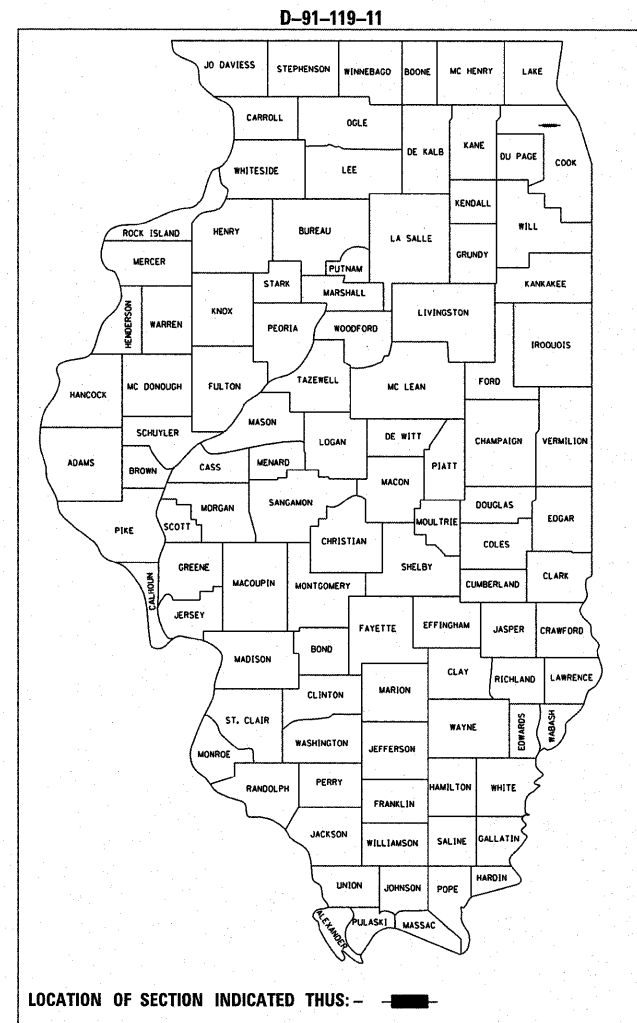 D-91-119-11
JO DAVIESS STEPHENSON WINNEBAGO BOONE MC HENRY LAKE
CARROLL OGLE
DE KALB KANE DU PAGE COOK
WHITESIDE LEE
KENDALL WILL
ROCK ISLAND HENRY BUREAU LA SALLE
GRUNDY
MERCER PUTNAM
STARK MARSHALL KANKAKEE
HENDERSON WARREN KNOX PEORIA WOODFORD LIVINGSTON
IROQUOIS
HANCOCK MC DONOUGH FULTON TAZEWELL MC LEAN FORD
MASON
SCHUYLER LOGAN DE WITT CHAMPAIGN VERMILION
ADAMS BROWN CASS MENARD PIATT
MACON
MORGAN SANGAMON DOUGLAS
PIKE SCOTT MOULTRIE EDGAR
CHRISTIAN COLES
GREENE MACOUPIN SHELBY
CALHOUN MONTGOMERY CUMBERLAND CLARK
JERSEY
FAYETTE EFFINGHAM JASPER CRAWFORD
MADISON BOND
CLAY RICHLAND LAWRENCE
CLINTON MARION
ST. CLAIR WAYNE EDWARDS WABASH
MONROE WASHINGTON JEFFERSON
RANDOLPH PERRY HAMILTON WHITE
FRANKLIN
JACKSON WILLIAMSON SALINE GALLATIN
UNION JOHNSON POPE HARDIN
ALEXANDER PULASKI MASSAC
LOCATION OF SECTION INDICATED THUS: -